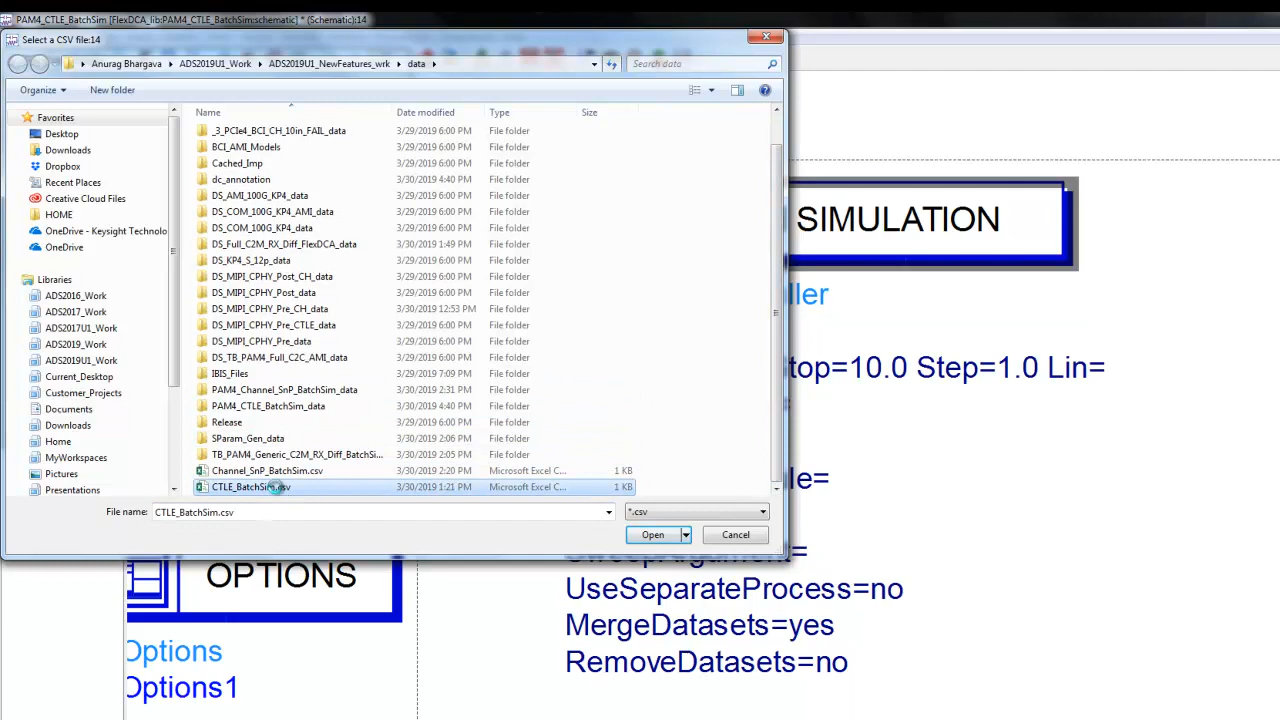 PAM4_CTLE_BatchSim [FlexDCA_lib:PAM4_CTLE_BatchSim:schematic] * (Schematic):14
Select a CSV file:14
Anurag Bhargava ADS2019U1_Work ADS2019U1_NewFeatures_wrk data Search data
Organize New folder
Name Date modified Type Size
Favorites
Desktop
Downloads
Dropbox
Recent Places
Creative Cloud Files
HOME
OneDrive - Keysight Technolo
OneDrive
Libraries
ADS2016_Work
ADS2017_Work
ADS2017U1_Work
ADS2019_Work
ADS2019U1_Work
Current_Desktop
Customer_Projects
Documents
Downloads
Home
MyWorkspaces
Pictures
Presentations
_3_PCIe4_BCI_CH_10in_FAIL_data 3/29/2019 6:00 PM File folder
BCI_AMI_Models 3/29/2019 6:00 PM File folder
Cached_Imp 3/29/2019 6:00 PM File folder
dc_annotation 3/30/2019 4:40 PM File folder
DS_AMI_100G_KP4_data 3/29/2019 6:00 PM File folder
DS_COM_100G_KP4_AMI_data 3/29/2019 6:00 PM File folder
DS_COM_100G_KP4_data 3/29/2019 6:00 PM File folder
DS_Full_C2M_RX_Diff_FlexDCA_data 3/30/2019 1:49 PM File folder
DS_KP4_S_12p_data 3/29/2019 6:00 PM File folder
DS_MIPI_CPHY_Post_CH_data 3/29/2019 6:00 PM File folder
DS_MIPI_CPHY_Post_data 3/29/2019 6:00 PM File folder
DS_MIPI_CPHY_Pre_CH_data 3/30/2019 12:53 PM File folder
DS_MIPI_CPHY_Pre_CTLE_data 3/29/2019 6:00 PM File folder
DS_MIPI_CPHY_Pre_data 3/29/2019 6:00 PM File folder
DS_TB_PAM4_Full_C2C_AMI_data 3/29/2019 6:00 PM File folder
IBIS_Files 3/29/2019 7:09 PM File folder
PAM4_Channel_SnP_BatchSim_data 3/30/2019 2:31 PM File folder
PAM4_CTLE_BatchSim_data 3/30/2019 4:40 PM File folder
Release 3/29/2019 6:00 PM File folder
SParam_Gen_data 3/30/2019 2:06 PM File folder
TB_PAM4_Generic_C2M_RX_Diff_BatchSi... 3/30/2019 2:05 PM File folder
Channel_SnP_BatchSim.csv 3/30/2019 2:20 PM Microsoft Excel C... 1 KB
CTLE_BatchSim.csv 3/30/2019 1:21 PM Microsoft Excel C... 1 KB
File name: CTLE_BatchSim.csv *.csv
Open Cancel
SIMULATION
ller
top=10.0 Step=1.0 Lin=
le=
SweepArgument=
UseSeparateProcess=no
MergeDatasets=yes
RemoveDatasets=no
OPTIONS
Options
Options1